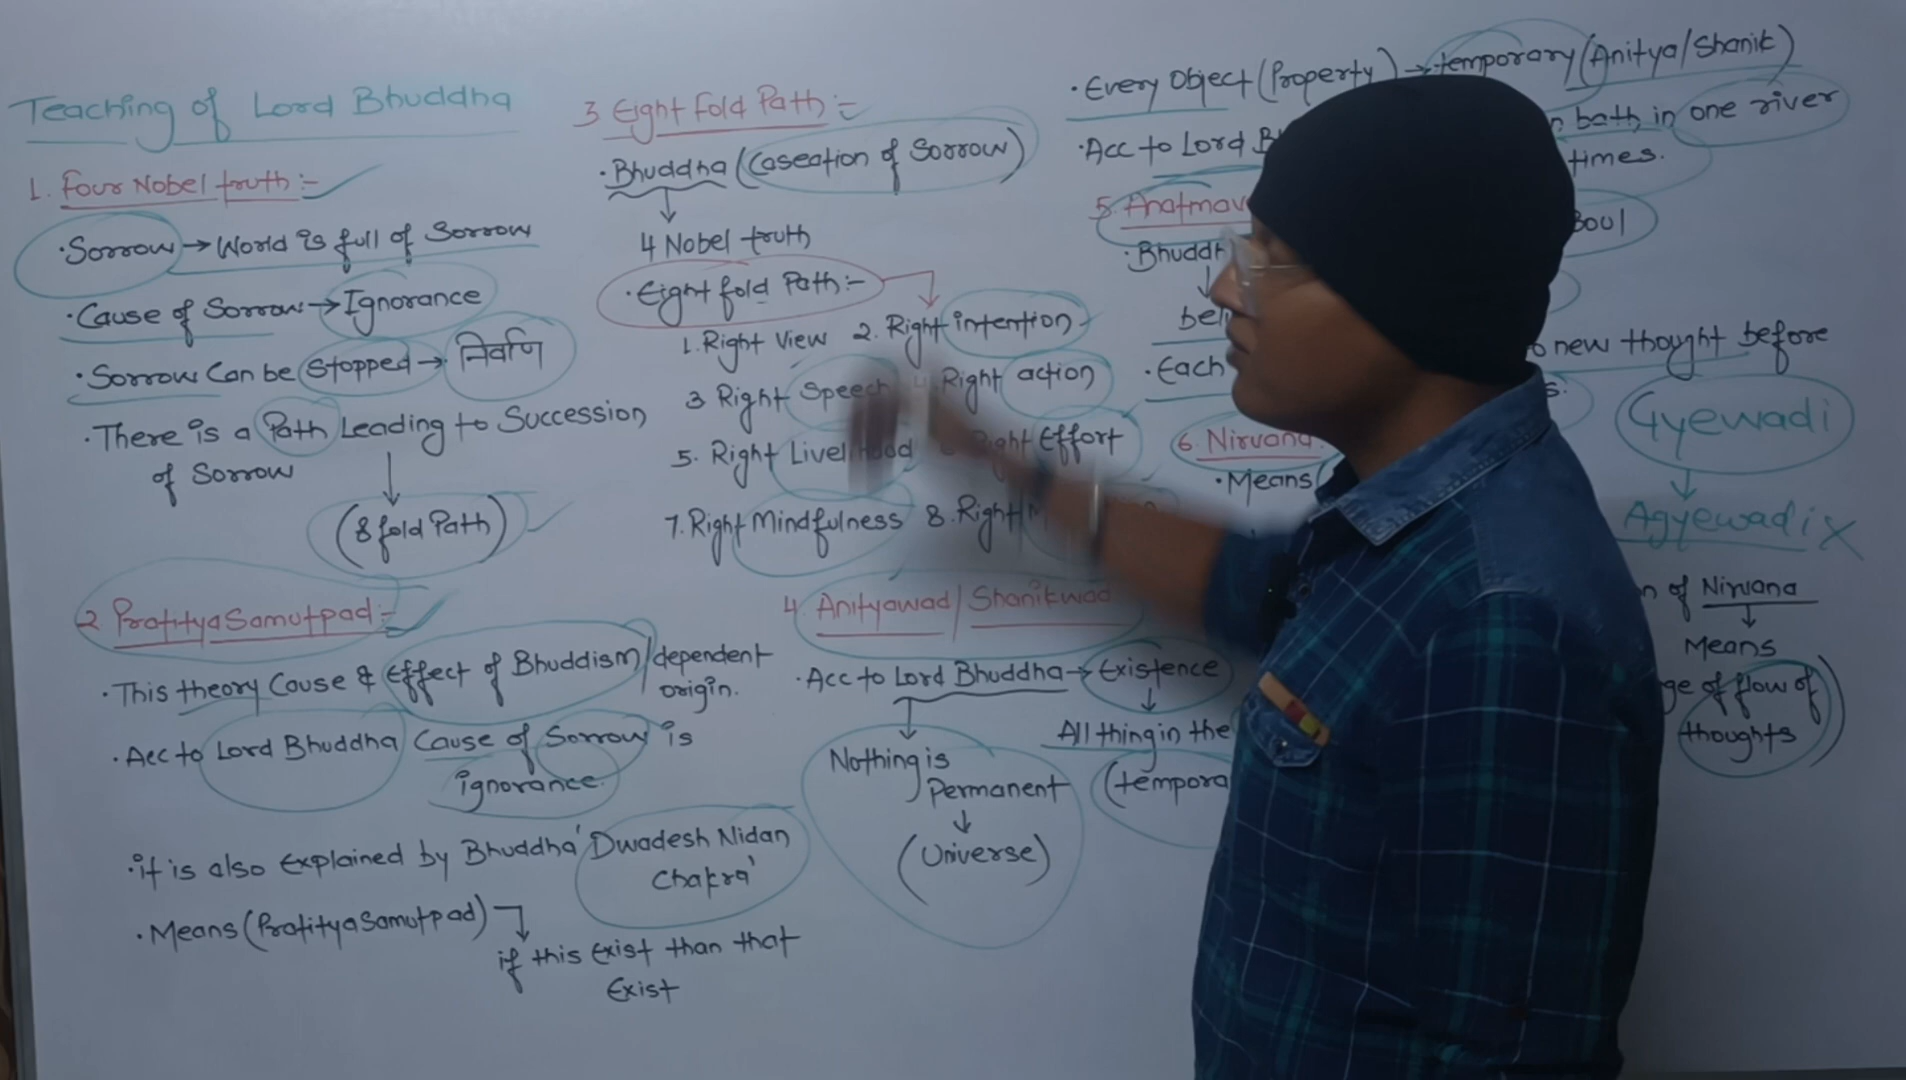 Teaching of Lord Bhuddha
1. Four Nobel truth:-
·Sorrow → World is full of Sorrow
·Cause of Sorrow → Ignorance
·Sorrow Can be Stopped → निर्वाण
·There is a Path Leading to Succession
of Sorrow
(8 fold Path)
2. PratityaSamutpad:-
·This theory Cause & Effect of Bhuddism/dependent
origin.
·Acc to Lord Bhuddha Cause of Sorrow is
ignorance.
·if is also Explained by Bhuddha 'Dwadesh Nidan
Chakra'
·Means (PratityaSamutpad)
if this Exist than that
Exist
3 Eight Fold Path:-
·Bhuddha (Caseation of Sorrow)
4 Nobel truth
·Eight fold Path:-
1. Right View 2. Right intention
3 Right Speech 4. Right action
5. Right Livelihood Right Effort
7. Right Mindfulness 8. Right
4. Anityawad/Shanikwad
·Acc to Lord Bhuddha → Existence
Nothing is
Permanent
(Universe)
All thing in the
·Every Object (Property) → temporary (Anitya/Shanik)
·Acc to Lord bath in one river
times.
5.
Each new thought before
Gyewadi
Agyewadi X
6. Nirvana
·Means of Nirvana
Means
of flow of
thoughts)